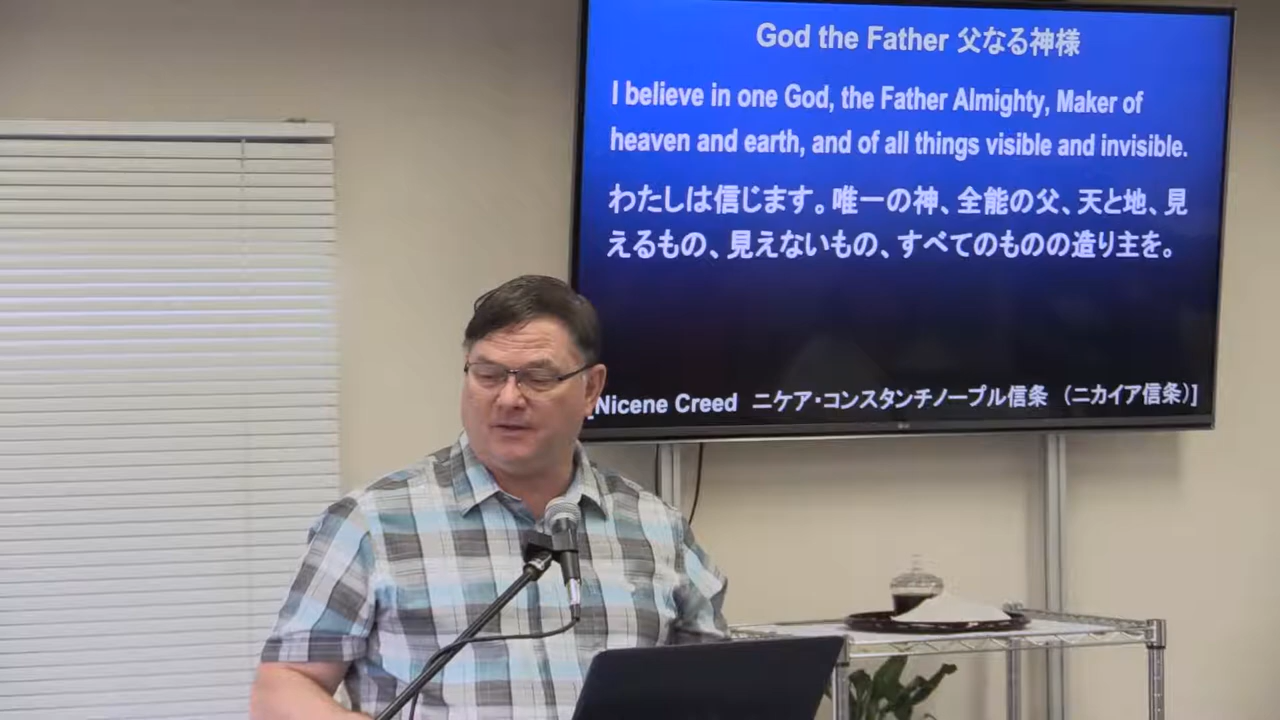 God the Father 父なる神様
I believe in one God, the Father Almighty, Maker of
heaven and earth, and of all things visible and invisible.
わたしは信じます。唯一の神、全能の父、天と地、見
えるもの、見えないもの、すべてのものの造り主を。
[Nicene Creed ニケア・コンスタンチノープル信条 (ニカイア信条)]
LG